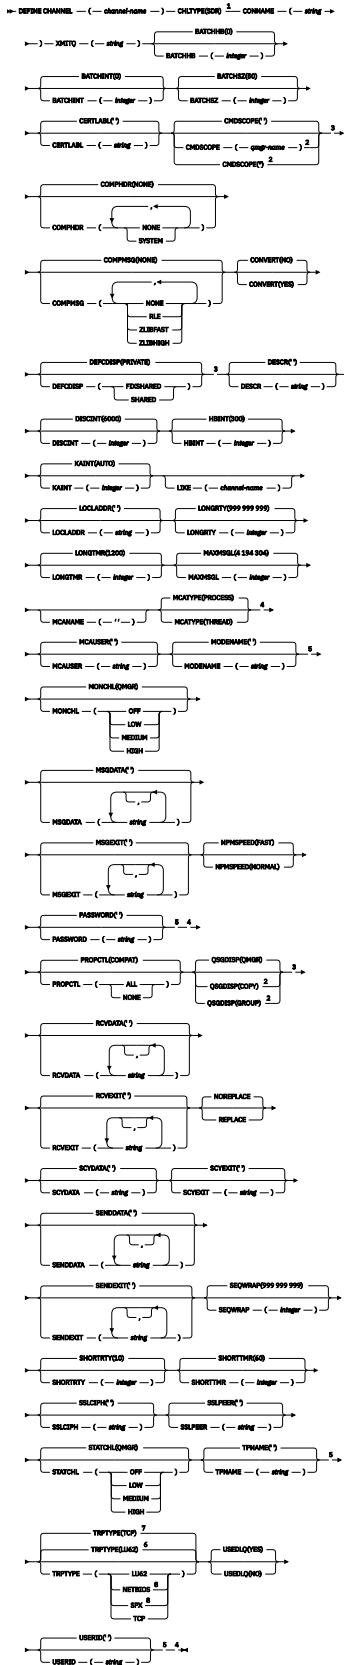 DEFINE CHANNEL ( channel-name ) CHLTYPE(SDR) 1 CONNAME ( string
) XMITQ ( string ) BATCHHB(0)
BATCHHB ( integer )
BATCHINT(0) BATCHSZ(50)
BATCHINT ( integer ) BATCHSZ ( integer )
CERTLABL(' ') CMDSCOPE(' ') 3
CERTLABL ( string ) CMDSCOPE ( qmgr-name ) 2
CMDSCOPE(*) 2
COMPHDR(NONE)
,
COMPHDR ( NONE )
SYSTEM
COMPMSG(NONE) CONVERT(NO)
, CONVERT(YES)
COMPMSG ( NONE )
RLE
ZLIBFAST
ZLIBHIGH
DEFCDISP(PRIVATE) 3 DESCR(' ')
DEFCDISP ( FIXSHARED ) DESCR ( string )
SHARED
DISCINT(6000) HBINT(300)
DISCINT ( integer ) HBINT ( integer )
KAINT(AUTO)
KAINT ( integer ) LIKE ( channel-name )
LOCLADDR(' ') LONGRTY(999 999 999)
LOCLADDR ( string ) LONGRTY ( integer )
LONGTMR(1200) MAXMSGL(4 194 304)
LONGTMR ( integer ) MAXMSGL ( integer )
MCATYPE(PROCESS) 4
MCANAME ( ' ' ) MCATYPE(THREAD)
MCAUSER(' ') MODENAME(' ') 5
MCAUSER ( string ) MODENAME ( string )
MONCHL(QMGR)
MONCHL ( OFF )
LOW
MEDIUM
HIGH
MSGDATA(' ')
,
MSGDATA ( string )
MSGEXIT(' ') NPMSPEED(FAST)
, NPMSPEED(NORMAL)
MSGEXIT ( string )
PASSWORD(' ') 5 4
PASSWORD ( string )
PROPCTL(COMPAT) QSGDISP(QMGR) 3
PROPCTL ( ALL ) QSGDISP(COPY) 2
NONE QSGDISP(GROUP) 2
RCVDATA(' ')
,
RCVDATA ( string )
RCVEXIT(' ') NOREPLACE
, REPLACE
RCVEXIT ( string )
SCYDATA(' ') SCYEXIT(' ')
SCYDATA ( string ) SCYEXIT ( string )
SENDDATA(' ')
,
SENDDATA ( string )
SENDEXIT(' ') SEQWRAP(999 999 999)
, SEQWRAP ( integer )
SENDEXIT ( string )
SHORTRTY(10) SHORTTMR(60)
SHORTRTY ( integer ) SHORTTMR ( integer )
SSLCIPH(' ') SSLPEER(' ')
SSLCIPH ( string ) SSLPEER ( string )
STATCHL(QMGR) TPNAME(' ') 5
STATCHL ( OFF ) TPNAME ( string )
LOW
MEDIUM
HIGH
TRPTYPE(TCP) 7
TRPTYPE(LU62) 6 USEDLQ(YES)
TRPTYPE ( LU62 ) USEDLQ(NO)
NETBIOS 8
SPX 8
TCP
USERID(' ') 5 4
USERID ( string )